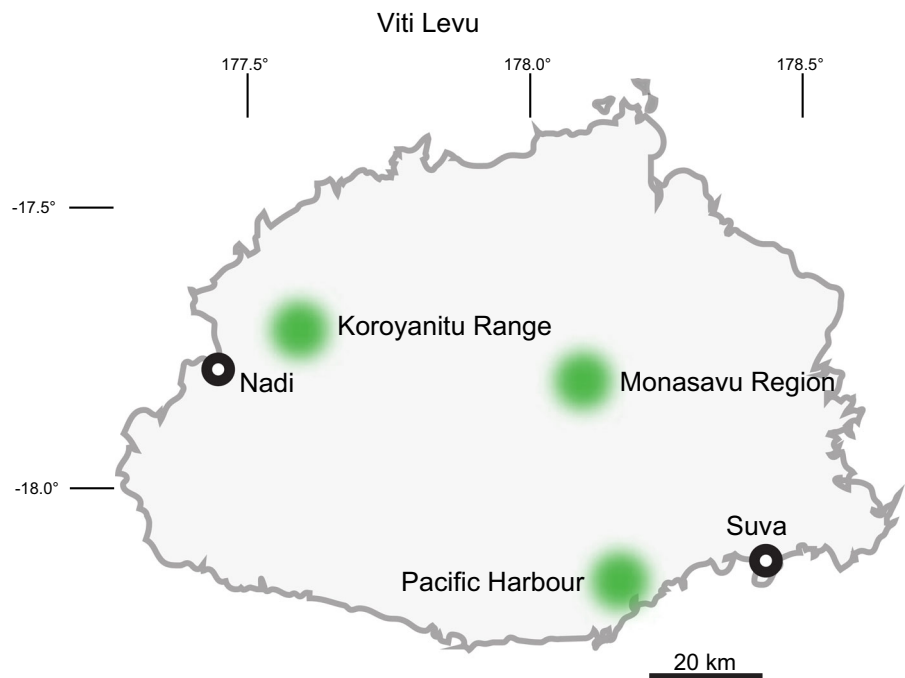 Viti Levu
177.5°
178.0°
178.5°
-17.5°
Koroyanitu Range
Nadi
Monasavu Region
-18.0°
Suva
Pacific Harbour
20 km